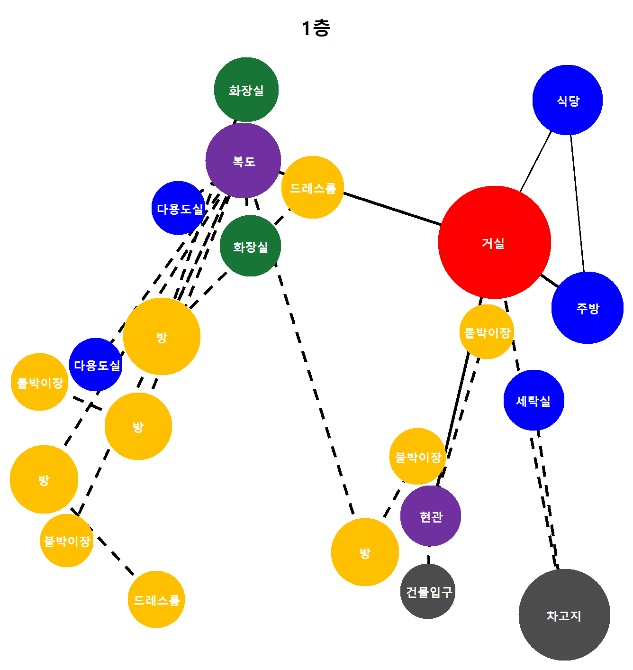 1층
화장실
식당
복도
드레스룸
다용도실
화장실
거실
주방
방
붙박이장
다용도실
붙박이장
세탁실
방
붙박이장
방
현관
붙박이장
방
건물입구
드레스룸
차고지